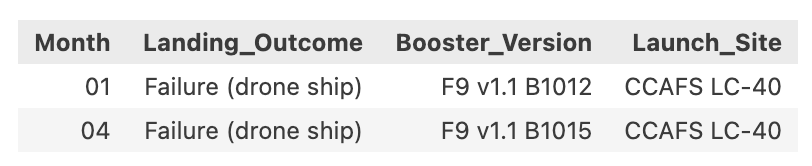 Month Landing_Outcome Booster_Version Launch_Site
01 Failure (drone ship) F9 v1.1 B1012 CCAFS LC-40
04 Failure (drone ship) F9 v1.1 B1015 CCAFS LC-40